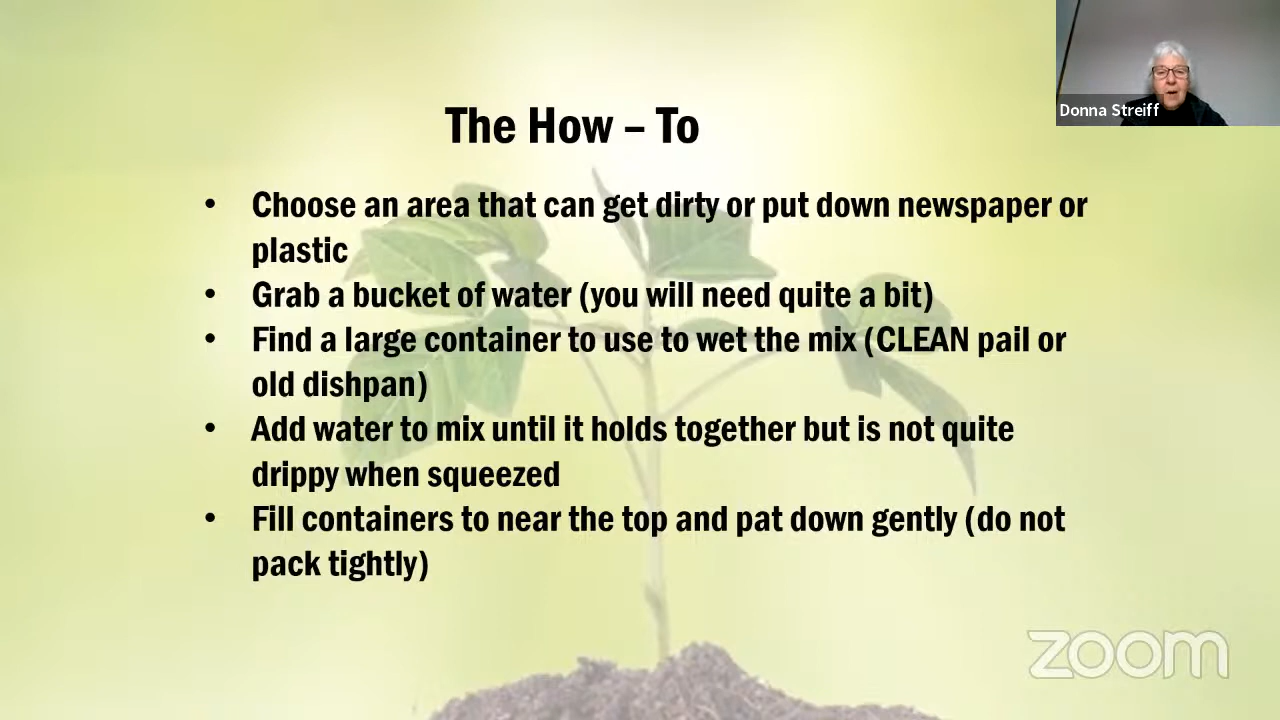 Donna Streiff
The How – To
• Choose an area that can get dirty or put down newspaper or
plastic
• Grab a bucket of water (you will need quite a bit)
• Find a large container to use to wet the mix (CLEAN pail or
old dishpan)
• Add water to mix until it holds together but is not quite
drippy when squeezed
• Fill containers to near the top and pat down gently (do not
pack tightly)
zoom